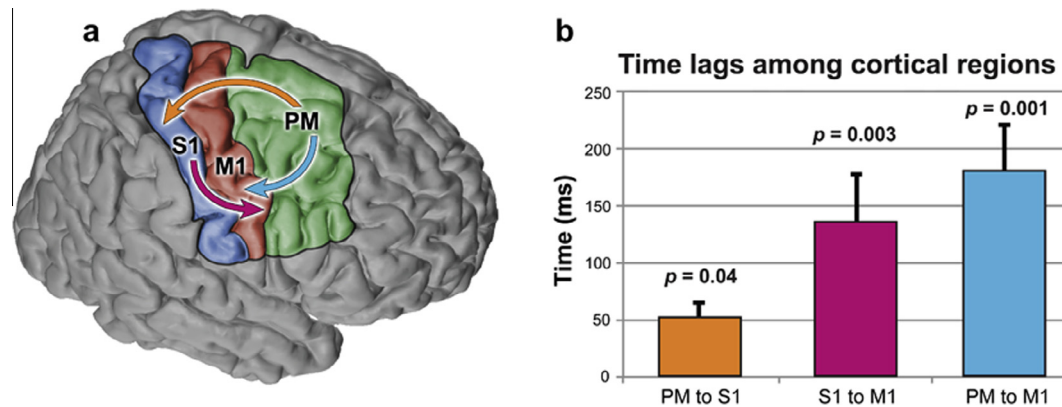 a
PM
S1
M1
b
Time lags among cortical regions
Time (ms)
250
200
150
100
50
0
p = 0.04
p = 0.003
p = 0.001
PM to S1
S1 to M1
PM to M1